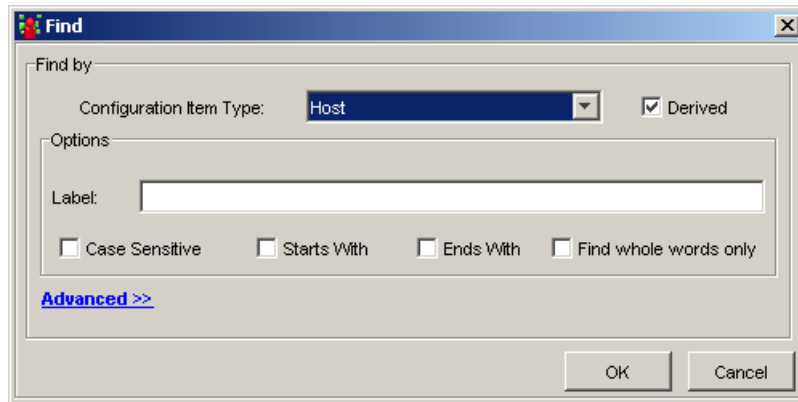 Find
Find by
Configuration Item Type: Host Derived
Options
Label:
Case Sensitive Starts With Ends With Find whole words only
Advanced >>
OK Cancel